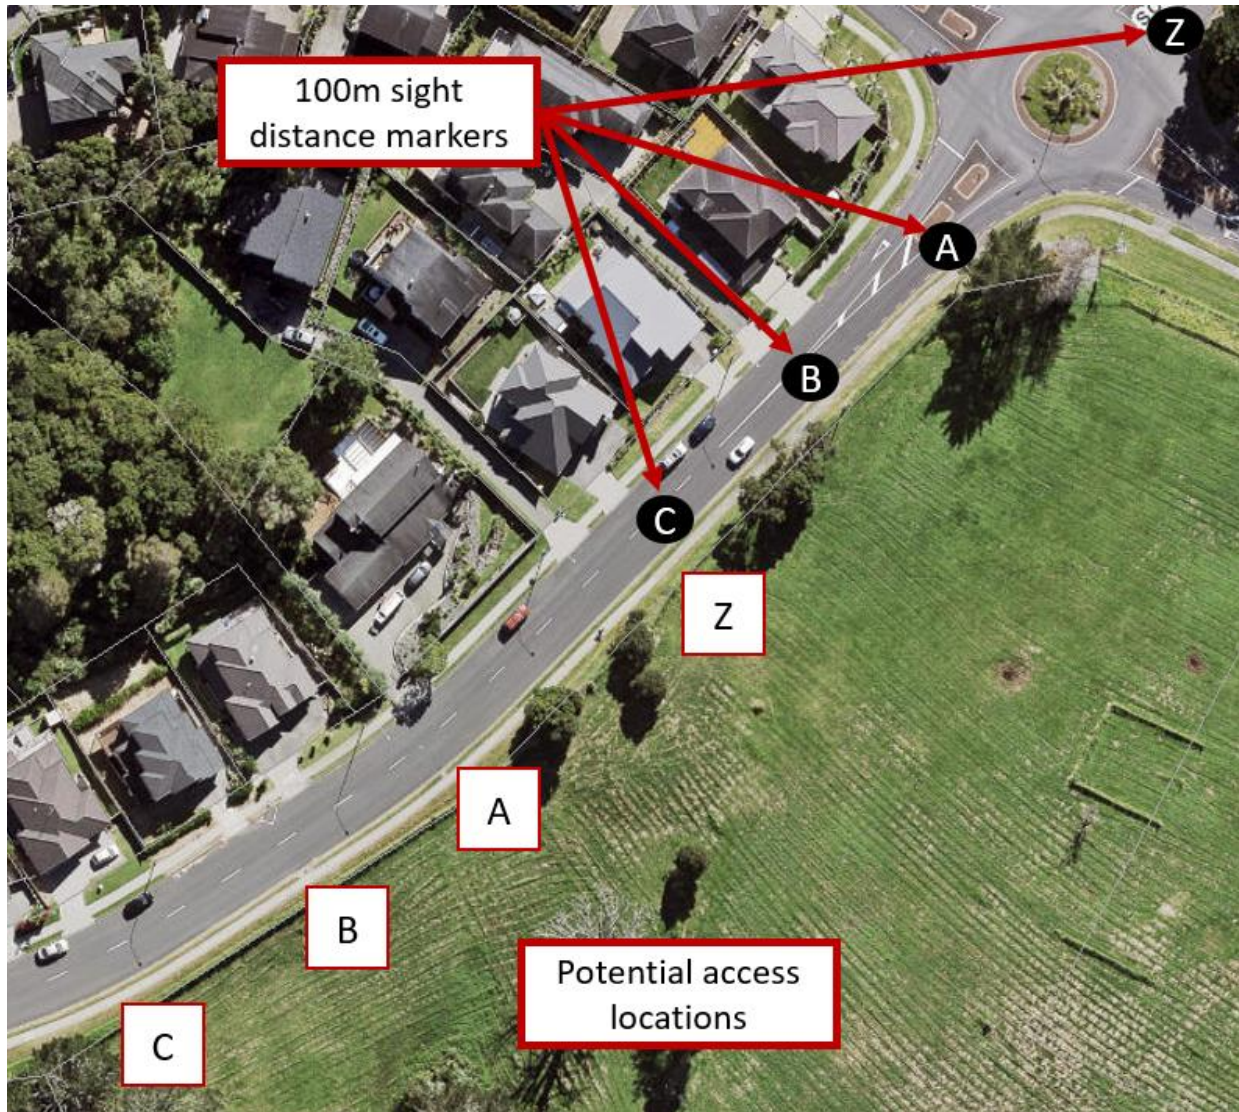 Z
100m sight
distance markers
A
B
C
Z
A
B
Potential access
locations
C